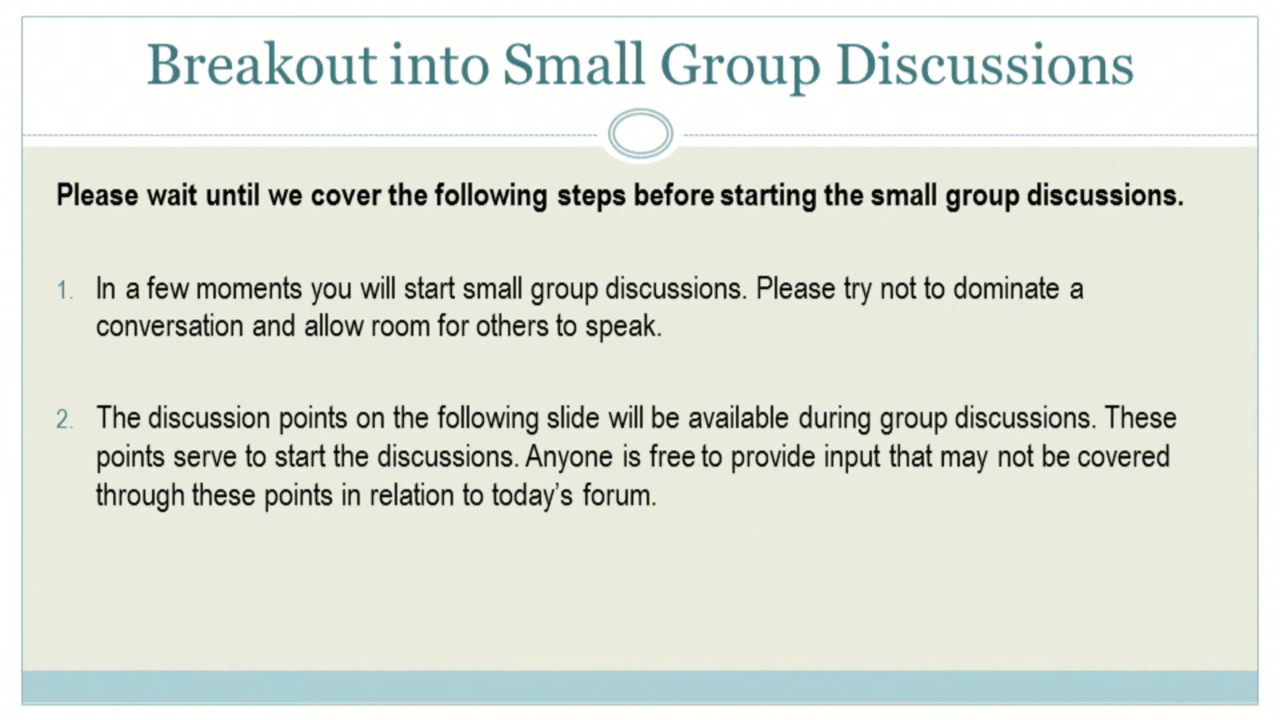 Breakout into Small Group Discussions
Please wait until we cover the following steps before starting the small group discussions.
1. In a few moments you will start small group discussions. Please try not to dominate a
conversation and allow room for others to speak.
2. The discussion points on the following slide will be available during group discussions. These
points serve to start the discussions. Anyone is free to provide input that may not be covered
through these points in relation to today’s forum.